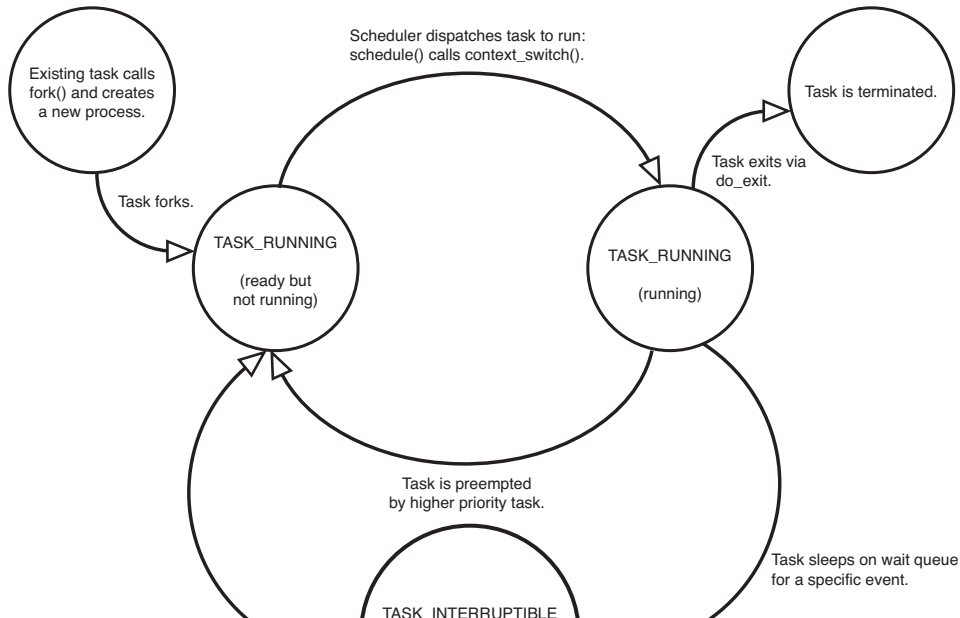 Existing task calls
fork() and creates
a new process.
Scheduler dispatches task to run:
schedule() calls context_switch().
Task is terminated.
Task forks.
Task exits via
do_exit.
TASK_RUNNING
(ready but
not running)
TASK_RUNNING
(running)
Task is preempted
by higher priority task.
Task sleeps on wait queue
for a specific event.
TASK_INTERRUPTIBLE